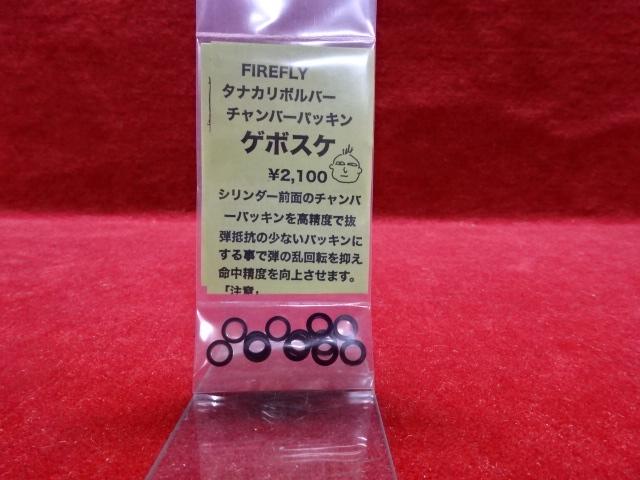 FIREFLY
タナカリボルバー
チャンバーパッキン
ゲボスケ
¥2,100
シリンダー前面のチャンバ
ーパッキンを高精度で抜
弾抵抗の少ないパッキンに
する事で弾の乱回転を抑え
命中精度を向上させます。
「注意」